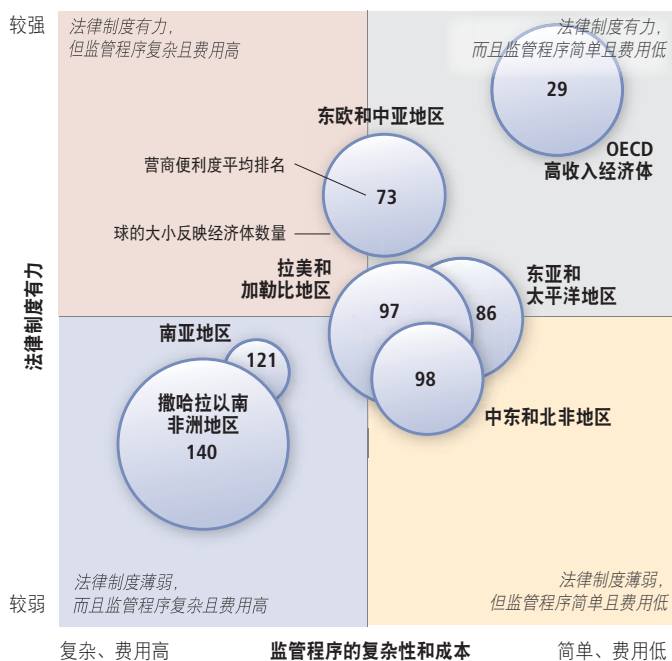 较强
法律制度有力,
但监管程序复杂且费用高
法律制度有力,
而且监管程序简单且费用低
29
OECD
高收入经济体
东欧和中亚地区
营商便利度平均排名
73
球的大小反映经济体数量
拉美和
加勒比地区
97
东亚和
太平洋地区
86
法律制度有力
南亚地区
121
98
撒哈拉以南
非洲地区
140
中东和北非地区
法律制度薄弱,
而且监管程序复杂且费用高
法律制度薄弱,
但监管程序简单且费用低
较弱
复杂、费用高
监管程序的复杂性和成本
简单、费用低